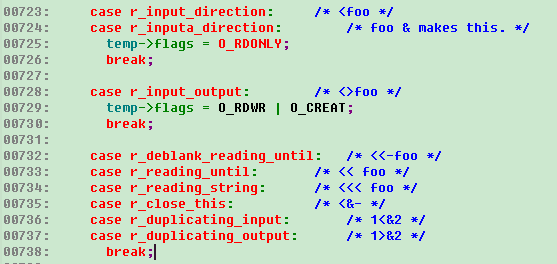 00723:     case r_input_direction:     /* <foo */
00724:     case r_inputa_direction:         /* foo & makes this. */
00725:       temp->flags = O_RDONLY;
00726:       break;
00727:
00728:     case r_input_output:        /* <>foo */
00729:       temp->flags = O_RDWR | O_CREAT;
00730:       break;
00731:
00732:     case r_deblank_reading_until:   /* <<-foo */
00733:     case r_reading_until:       /* << foo */
00734:     case r_reading_string:      /* <<< foo */
00735:     case r_close_this:          /* <&- */
00736:     case r_duplicating_input:       /* 1<&2 */
00737:     case r_duplicating_output:      /* 1>&2 */
00738:       break;